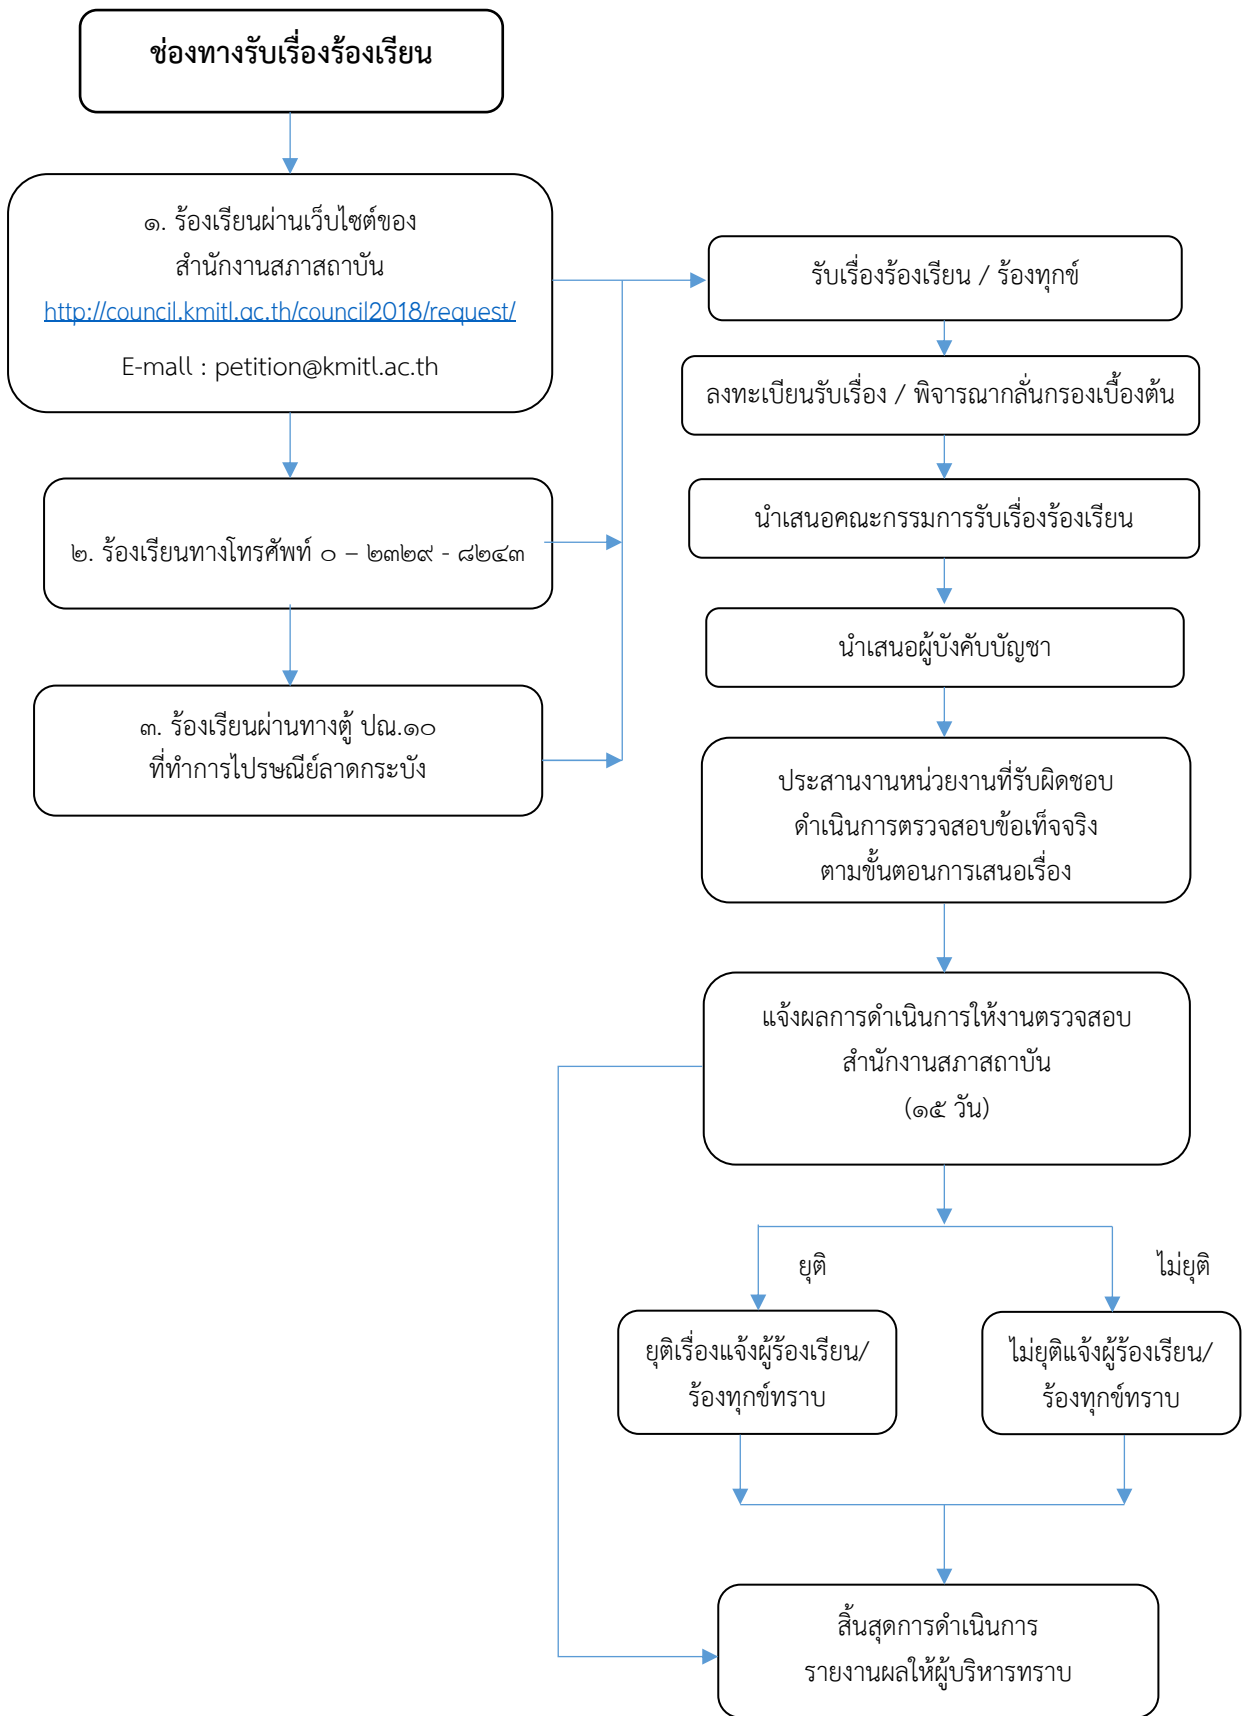 ช่องทางรับเรื่องร้องเรียน
๑. ร้องเรียนผ่านเว็บไซต์ของ
สำนักงานสภาสถาบัน
http://council.kmitl.ac.th/council2018/request/
E-mall : petition@kmitl.ac.th
๒. ร้องเรียนทางโทรศัพท์ ๐ – ๒๓๒๙ - ๘๒๔๓
๓. ร้องเรียนผ่านทางตู้ ปณ.๑๐
ที่ทำการไปรษณีย์ลาดกระบัง
รับเรื่องร้องเรียน / ร้องทุกข์
ลงทะเบียนรับเรื่อง / พิจารณากลั่นกรองเบื้องต้น
นำเสนอคณะกรรมการรับเรื่องร้องเรียน
นำเสนอผู้บังคับบัญชา
ประสานงานหน่วยงานที่รับผิดชอบ
ดำเนินการตรวจสอบข้อเท็จจริง
ตามขั้นตอนการเสนอเรื่อง
แจ้งผลการดำเนินการให้งานตรวจสอบ
สำนักงานสภาสถาบัน
(๑๕ วัน)
ยุติ
ไม่ยุติ
ยุติเรื่องแจ้งผู้ร้องเรียน/
ร้องทุกข์ทราบ
ไม่ยุติแจ้งผู้ร้องเรียน/
ร้องทุกข์ทราบ
สิ้นสุดการดำเนินการ
รายงานผลให้ผู้บริหารทราบ